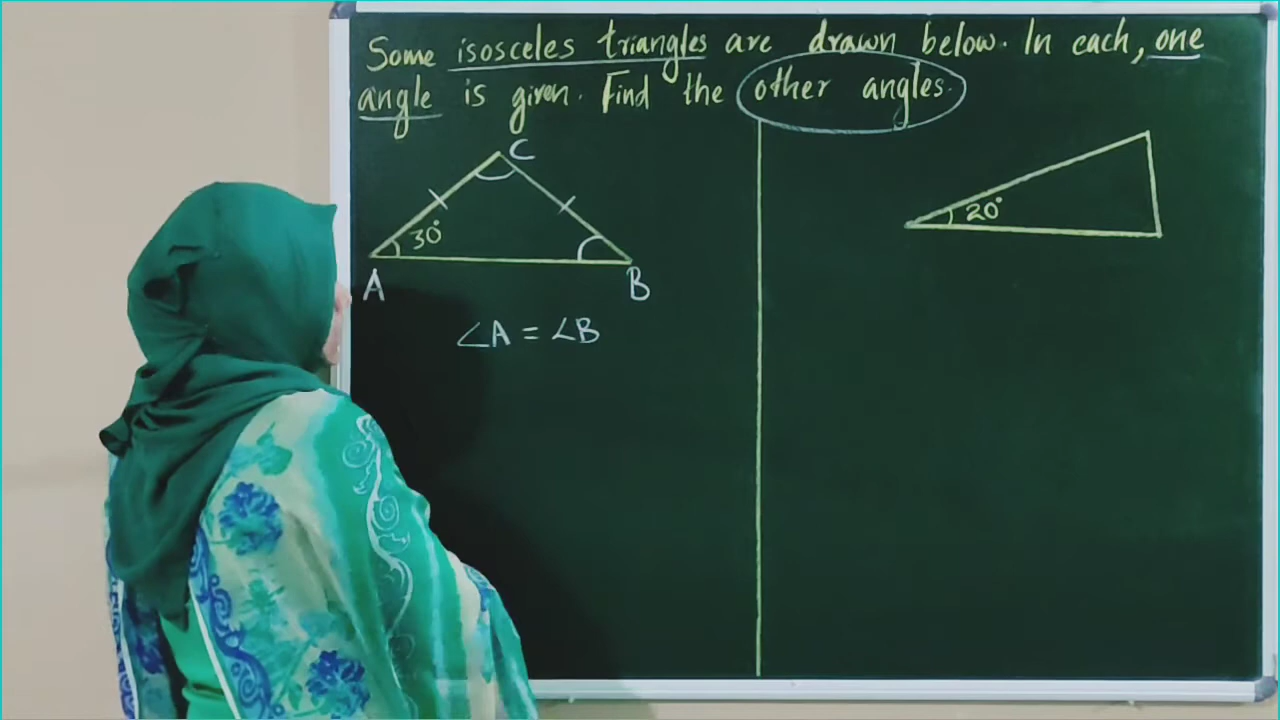 Some isosceles triangles are drawn below. In each, one
angle is given. Find the other angles.
C
30°
A
B
∠A = ∠B
20°